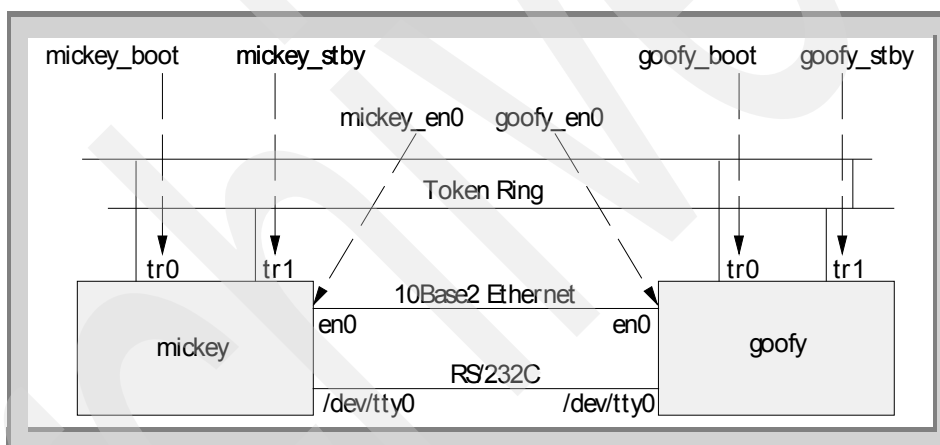 mickey_boot mickey_stby goofy_boot goofy_stby
mickey_en0 goofy_en0
Token Ring
tr0 tr1 tr0 tr1
10Base2 Ethernet
en0 en0
mickey goofy
RS/232C
/dev/tty0 /dev/tty0